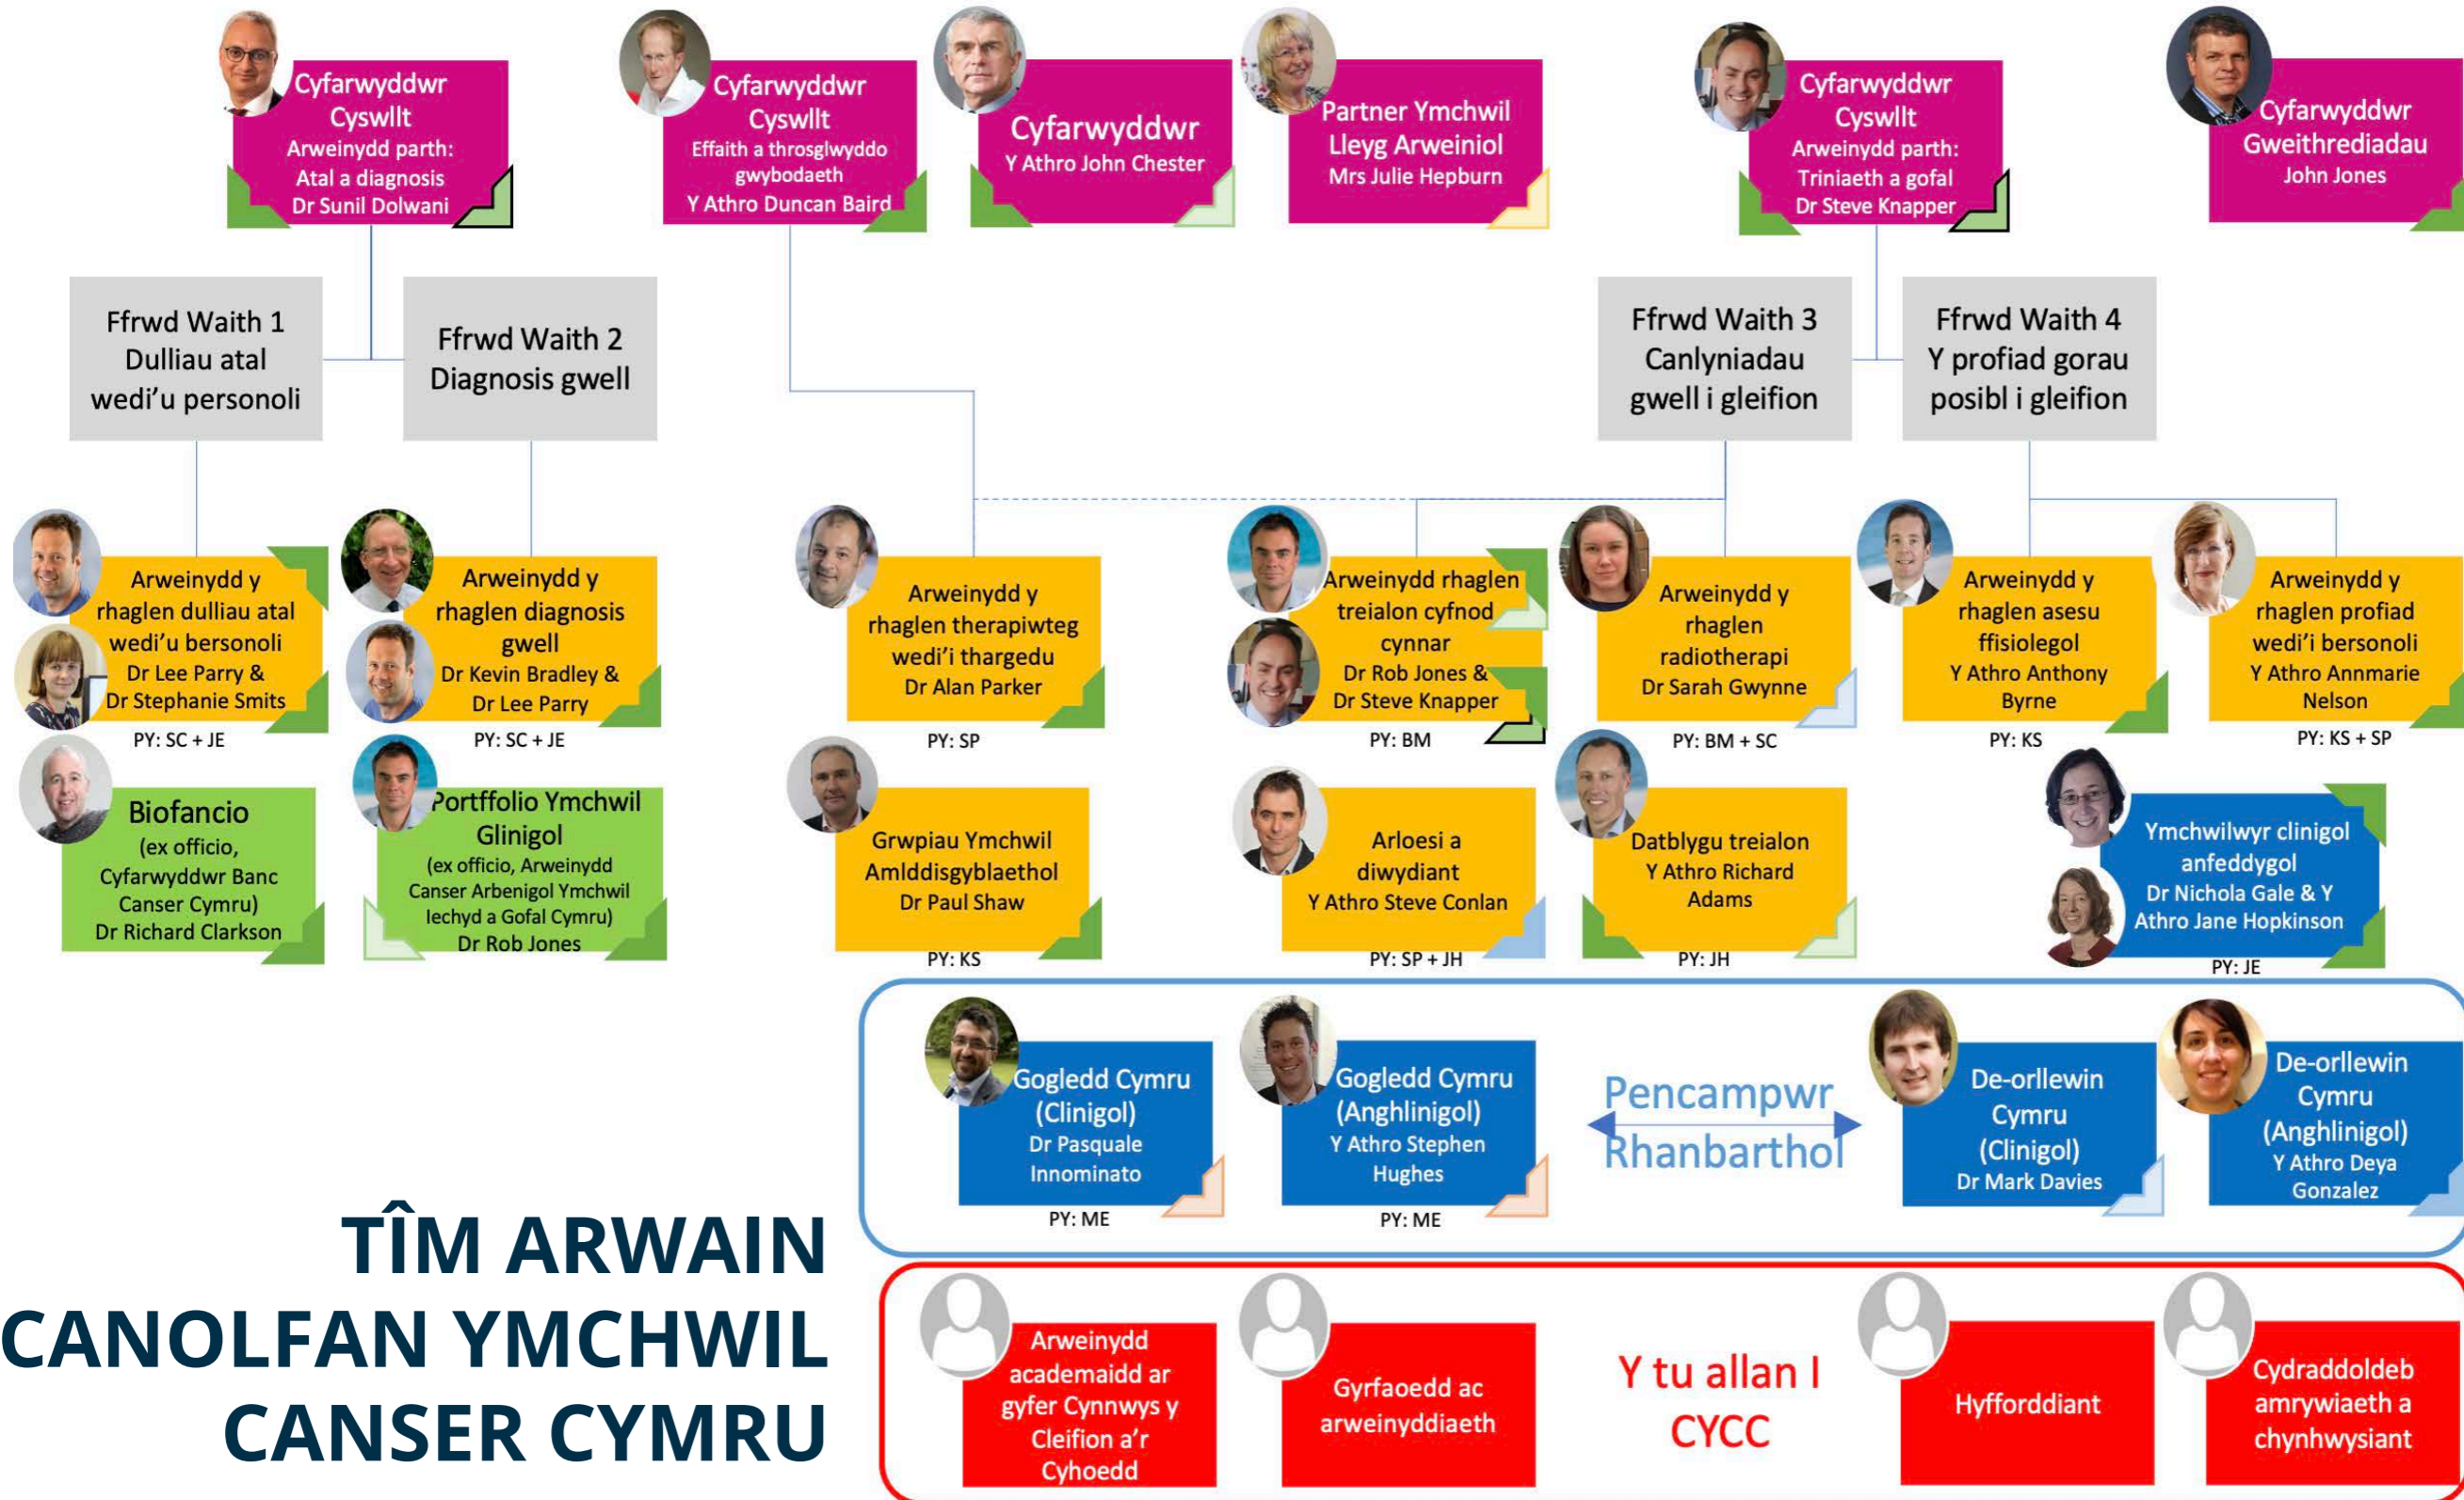 Cyfarwyddwr
Cyswllt
Arweinydd parth:
Atal a diagnosis
Dr Sunil Dolwani
Cyfarwyddwr
Cyswllt
Effaith a throsglwyddo
gwybodaeth
Y Athro Duncan Baird
Cyfarwyddwr
Y Athro John Chester
Partner Ymchwil
Lleyg Arweiniol
Mrs Julie Hepburn
Cyfarwyddwr
Cyswllt
Arweinydd parth:
Triniaeth a gofal
Dr Steve Knapper
Cyfarwyddwr
Gweithrediadau
John Jones
Ffrwd Waith 1
Dulliau atal
wedi'u personoli
Ffrwd Waith 2
Diagnosis gwell
Ffrwd Waith 3
Canlyniadau
gwell i gleifion
Ffrwd Waith 4
Y profiad gorau
posibl i gleifion
Arweinydd y
rhaglen dulliau atal
wedi'u bersonoli
Dr Lee Parry &
Dr Stephanie Smits
PY: SC + JE
Arweinydd y
rhaglen diagnosis
gwell
Dr Kevin Bradley &
Dr Lee Parry
PY: SC + JE
Arweinydd y
rhaglen therapiwteg
wedi'i thargedu
Dr Alan Parker
PY: SP
Arweinydd rhaglen
treialon cyfnod
cynnar
Dr Rob Jones &
Dr Steve Knapper
PY: BM
Arweinydd y
rhaglen
radiotherapi
Dr Sarah Gwynne
PY: BM + SC
Arweinydd y
rhaglen asesu
ffisiolegol
Y Athro Anthony
Byrne
PY: KS
Arweinydd y
rhaglen profiad
wedi'i bersonoli
Y Athro Annmarie
Nelson
PY: KS + SP
Biofancio
(ex officio,
Cyfarwyddwr Banc
Canser Cymru)
Dr Richard Clarkson
Portffolio Ymchwil
Glinigol
(ex officio, Arweinydd
Canser Arbenigol Ymchwil
Iechyd a Gofal Cymru)
Dr Rob Jones
Grwpiau Ymchwil
Amlddisgyblaethol
Dr Paul Shaw
PY: KS
Arloesi a
diwydiant
Y Athro Steve Conlan
PY: SP + JH
Datblygu treialon
Y Athro Richard
Adams
PY: JH
Ymchwilwyr clinigol
anfeddygol
Dr Nichola Gale & Y
Athro Jane Hopkinson
PY: JE
Gogledd Cymru
(Clinigol)
Dr Pasquale
Innominato
PY: ME
Gogledd Cymru
(Anghlinigol)
Y Athro Stephen
Hughes
PY: ME
Pencampwr
Rhanbarthol
De-orllewin
Cymru
(Clinigol)
Dr Mark Davies
De-orllewin
Cymru
(Anghlinigol)
Y Athro Deya
Gonzalez
TÎM ARWAIN
CANOLFAN YMCHWIL
CANSER CYMRU
Arweinydd
academaidd ar
gyfer Cynnwys y
Cleifion a'r
Cyhoedd
Gyrfaoedd ac
arweinyddiaeth
Y tu allan I
CYCC
Hyfforddiant
Cydraddoldeb
amrywiaeth a
chynhwysiant